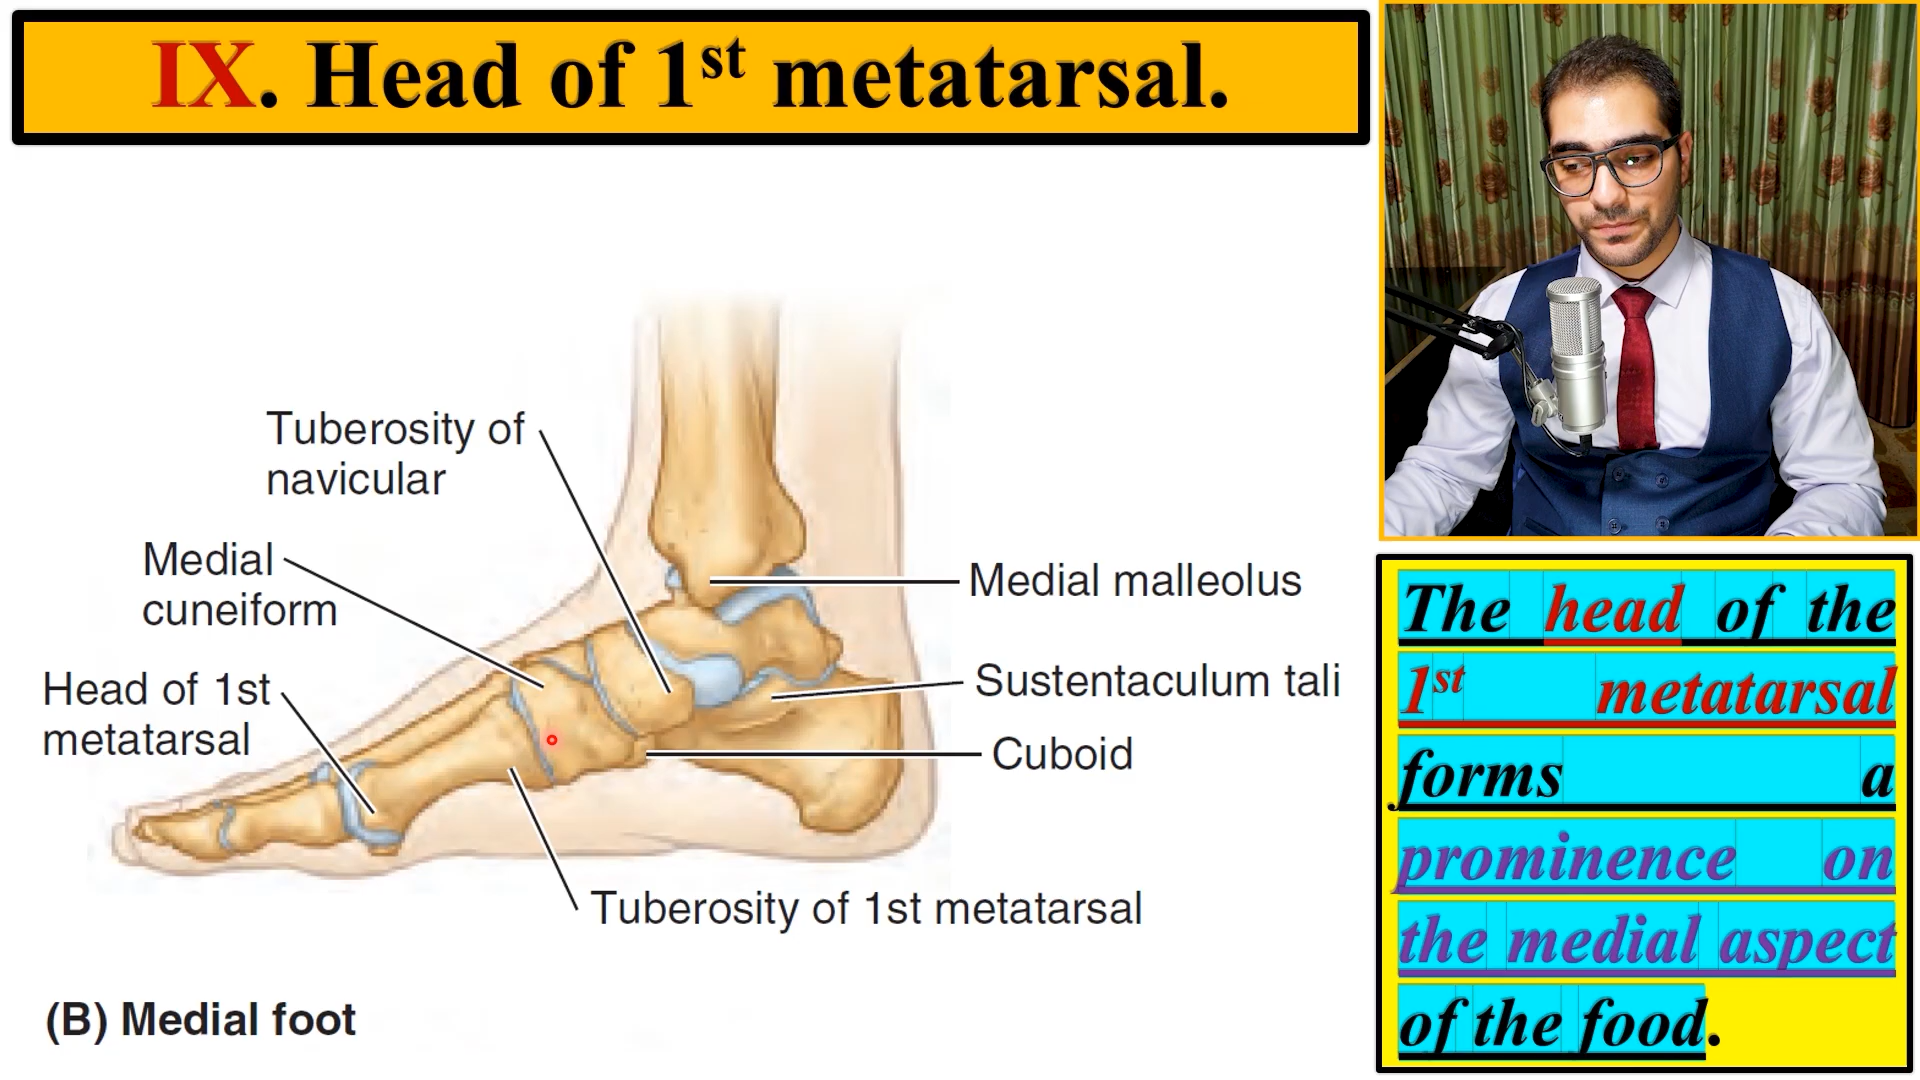 IX. Head of 1st metatarsal.
Tuberosity of
navicular
Medial
cuneiform
Head of 1st
metatarsal
Medial malleolus
Sustentaculum tali
Cuboid
Tuberosity of 1st metatarsal
(B) Medial foot
The head of the
1st metatarsal
forms a
prominence on
the medial aspect
of the food.